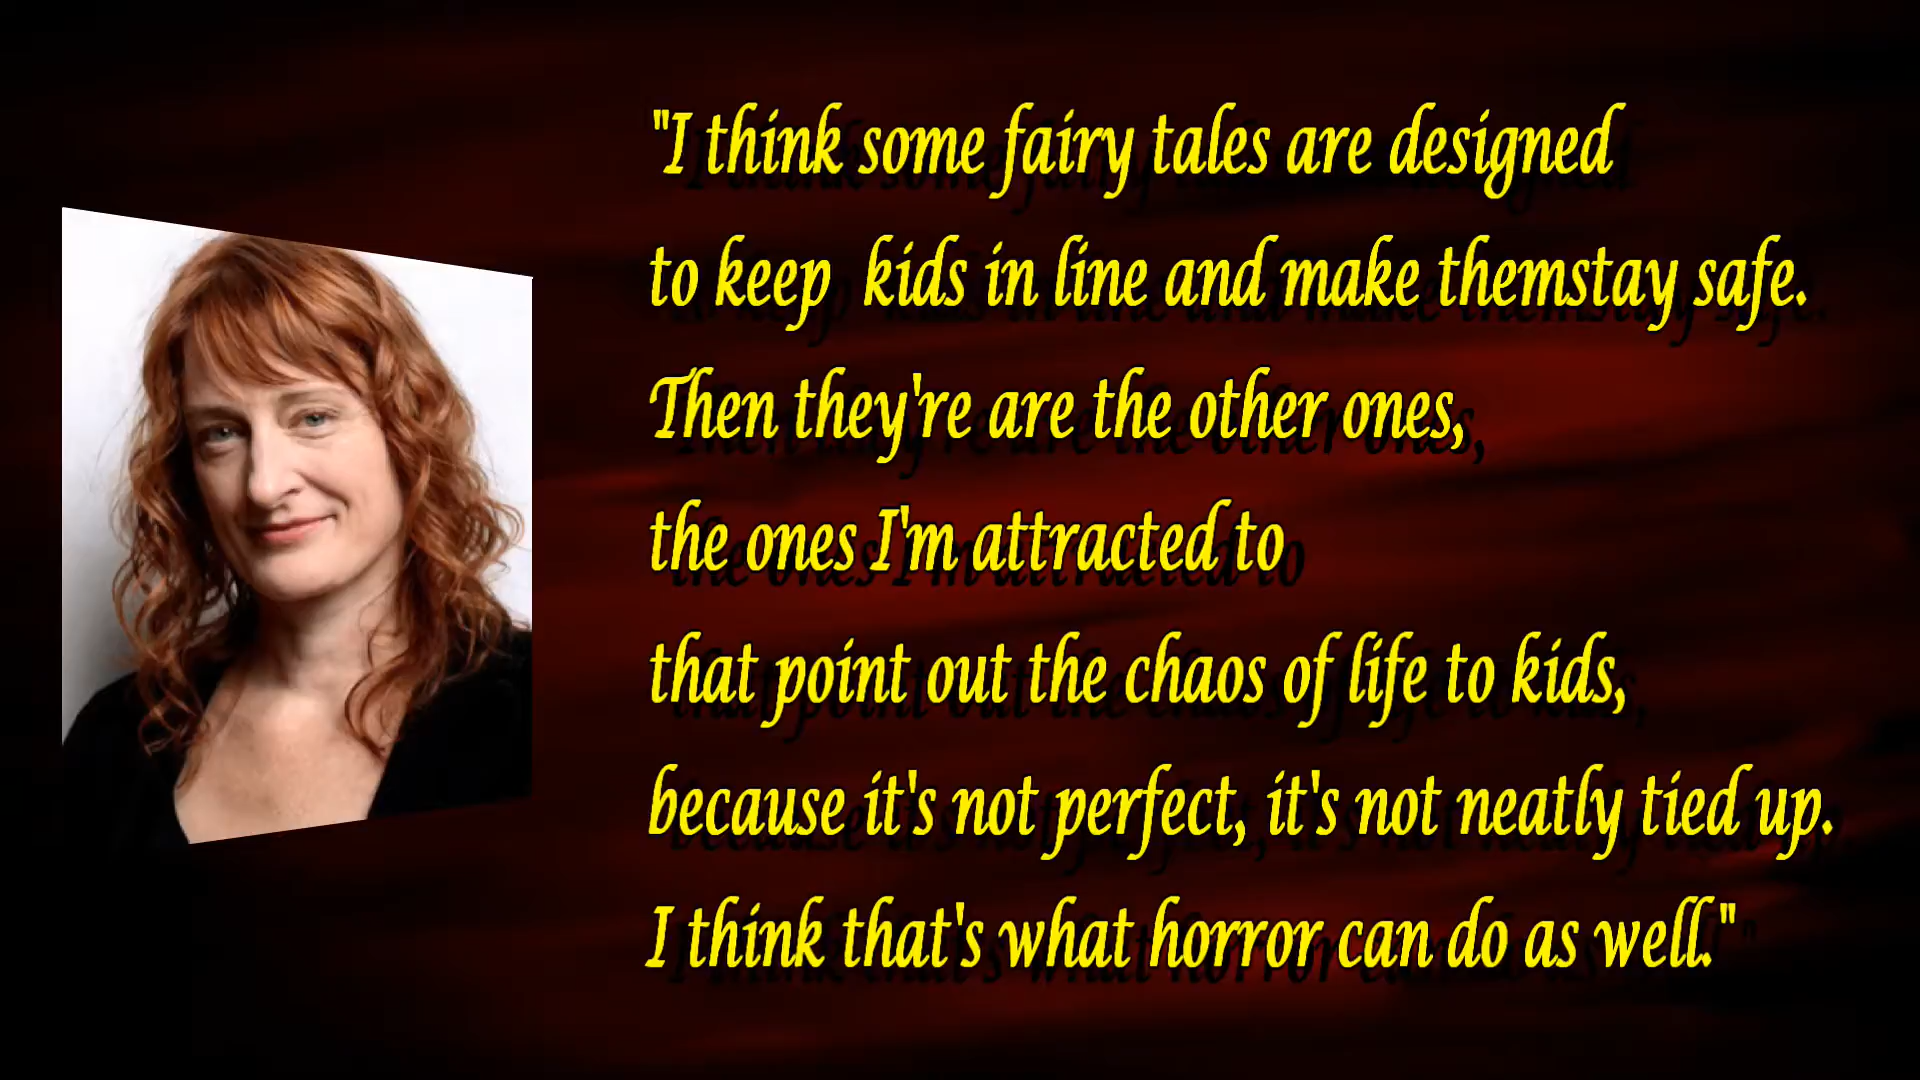 "I think some fairy tales are designed
to keep  kids in line and make themstay safe.
Then they're are the other ones,
the ones I'm attracted to
that point out the chaos of life to kids,
because it's not perfect, it's not neatly tied up.
I think that's what horror can do as well."